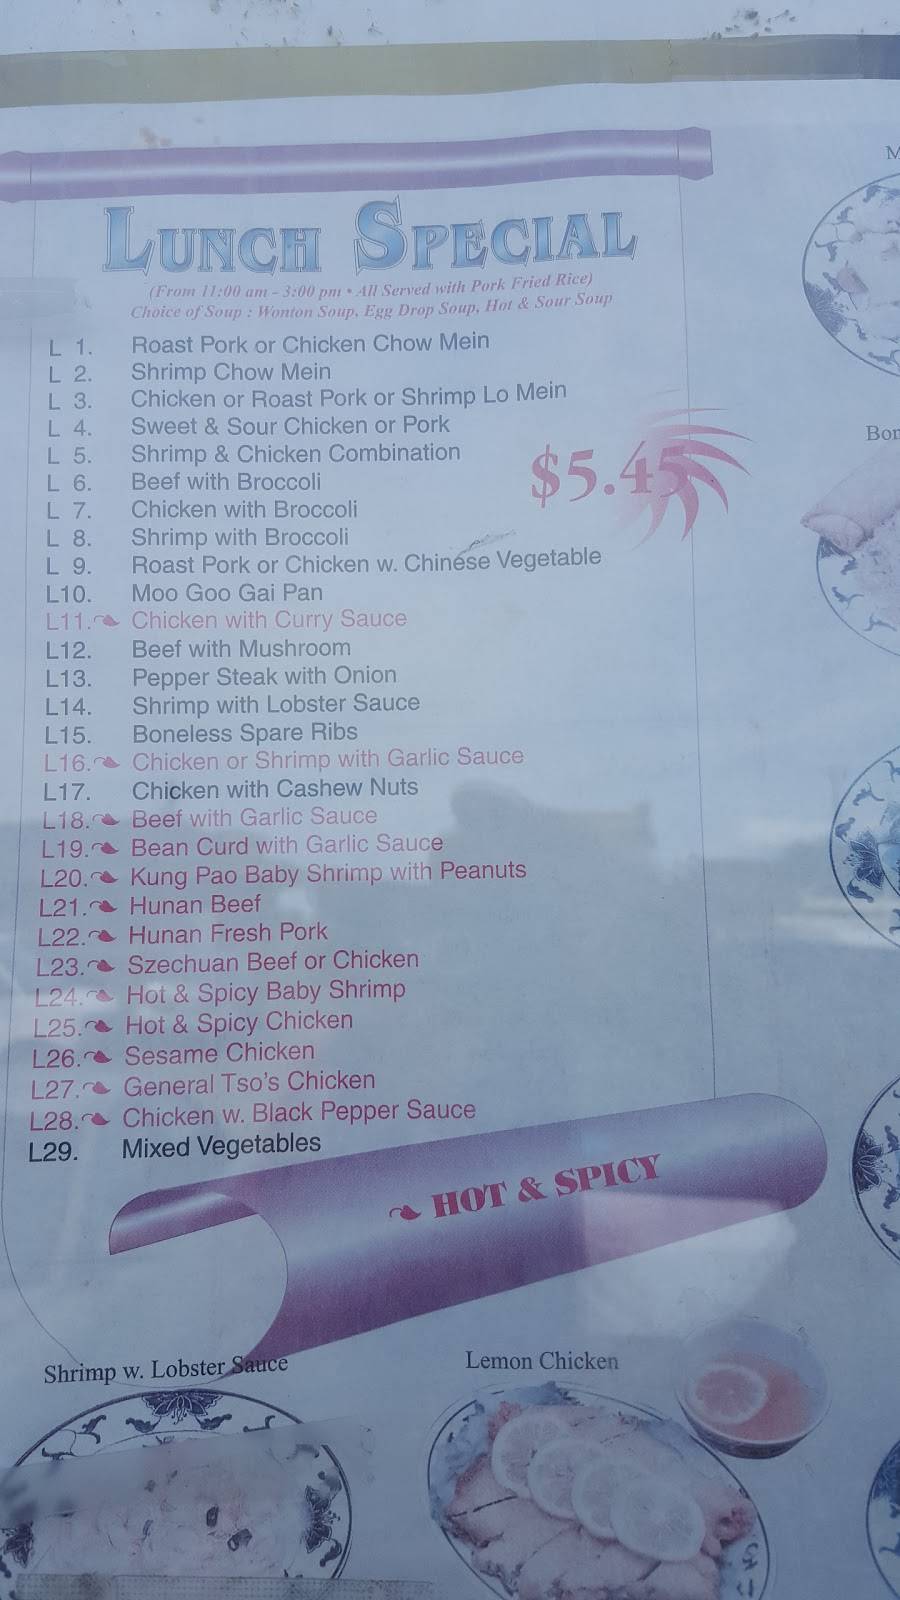 LUNCH SPECIAL
(From 11:00 am - 3:00 pm • All Served with Pork Fried Rice)
Choice of Soup : Wonton Soup, Egg Drop Soup, Hot & Sour Soup
L 1. Roast Pork or Chicken Chow Mein
L 2. Shrimp Chow Mein
L 3. Chicken or Roast Pork or Shrimp Lo Mein
L 4. Sweet & Sour Chicken or Pork
L 5. Shrimp & Chicken Combination
$5.45
L 6. Beef with Broccoli
L 7. Chicken with Broccoli
L 8. Shrimp with Broccoli
L 9. Roast Pork or Chicken w. Chinese Vegetable
L10. Moo Goo Gai Pan
L11. Chicken with Curry Sauce
L12. Beef with Mushroom
L13. Pepper Steak with Onion
L14. Shrimp with Lobster Sauce
L15. Boneless Spare Ribs
L16. Chicken or Shrimp with Garlic Sauce
L17. Chicken with Cashew Nuts
L18. Beef with Garlic Sauce
L19. Bean Curd with Garlic Sauce
L20. Kung Pao Baby Shrimp with Peanuts
L21. Hunan Beef
L22. Hunan Fresh Pork
L23. Szechuan Beef or Chicken
L24. Hot & Spicy Baby Shrimp
L25. Hot & Spicy Chicken
L26. Sesame Chicken
L27. General Tso's Chicken
L28. Chicken w. Black Pepper Sauce
L29. Mixed Vegetables
HOT & SPICY
Shrimp w. Lobster Sauce
Lemon Chicken